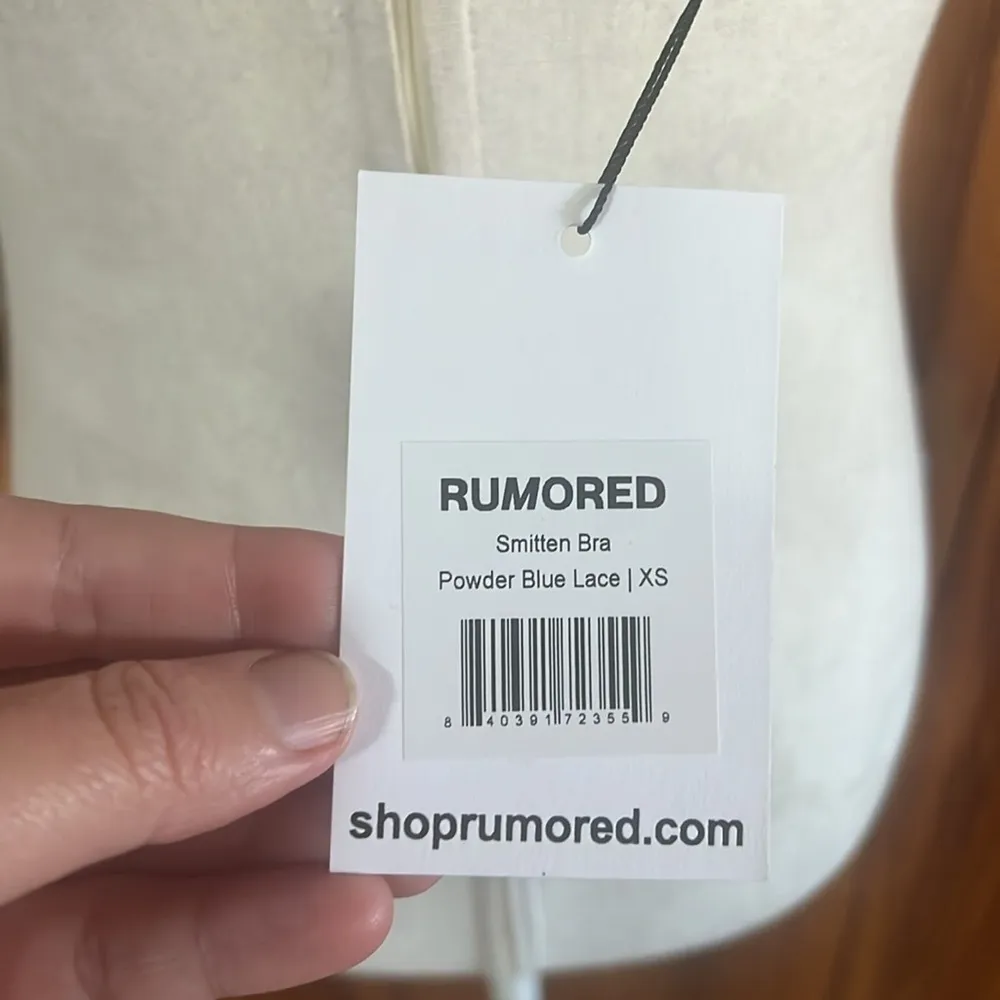 RUMORED
Smitten Bra
Powder Blue Lace | XS
8 40391 72355 9
shoprumored.com